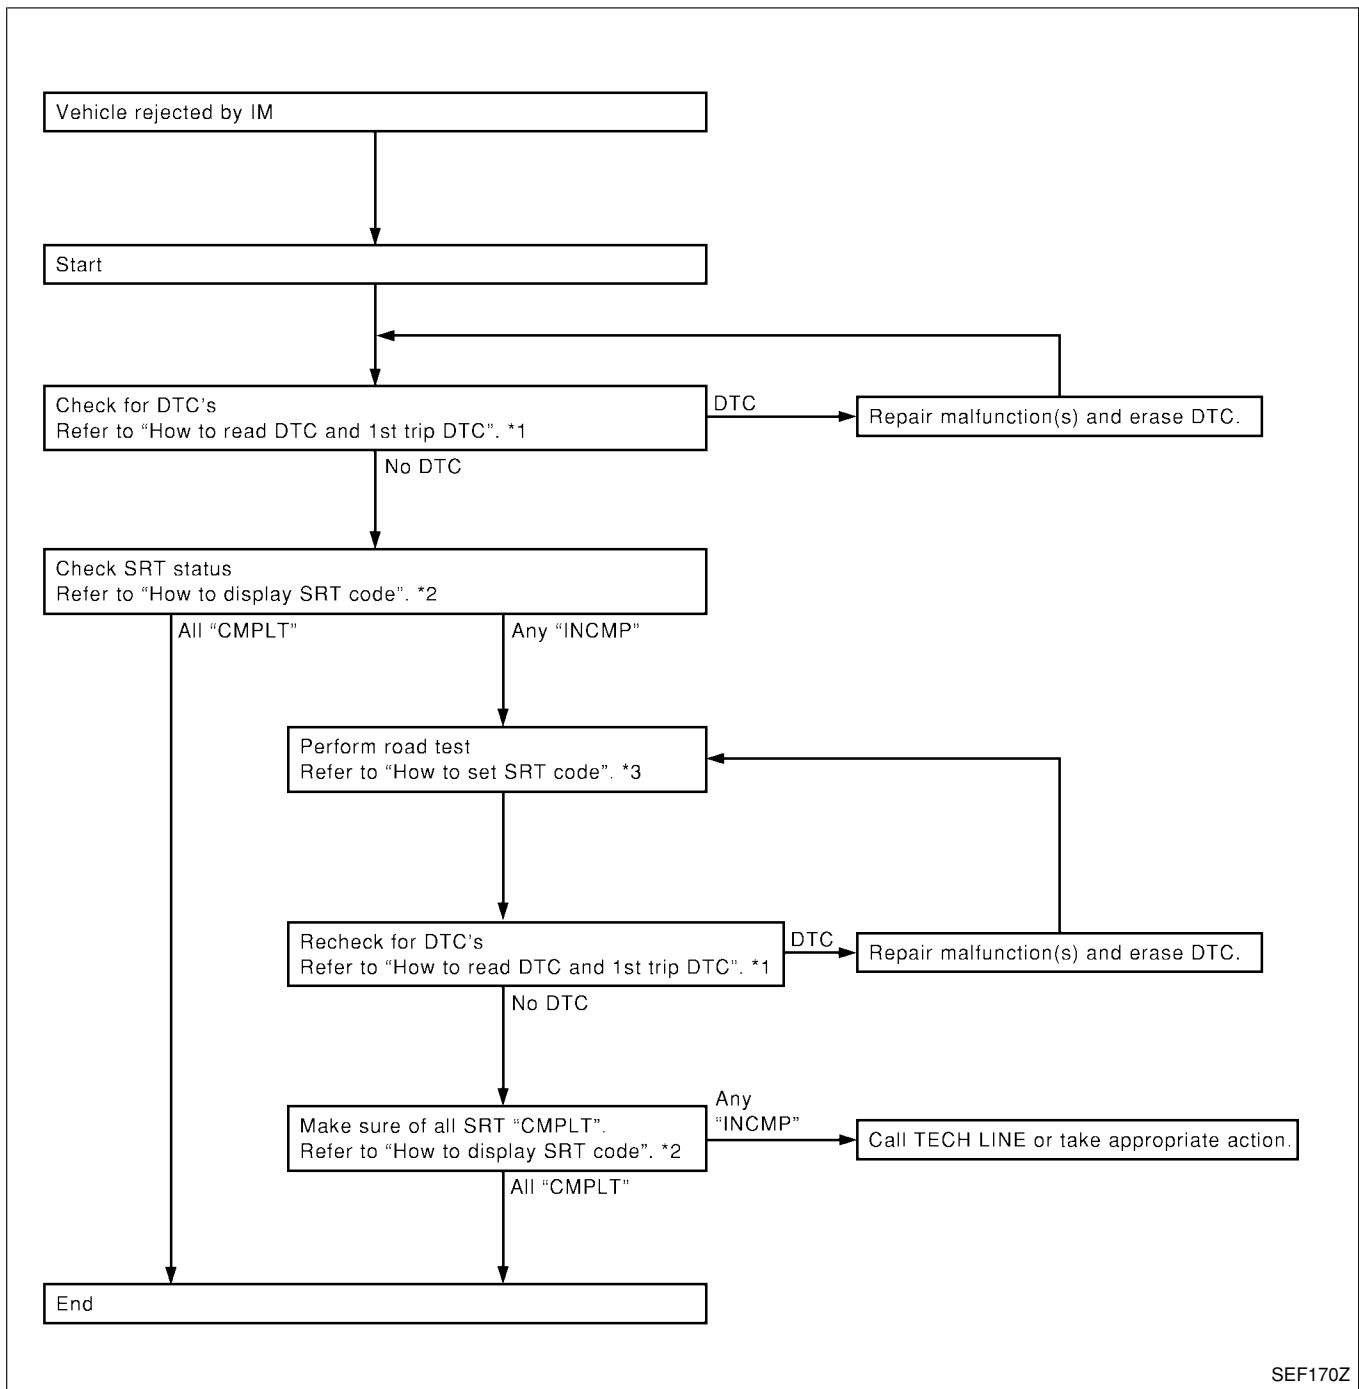 Vehicle rejected by IM
Start
Check for DTC's
Refer to “How to read DTC and 1st trip DTC”. *1
DTC
Repair malfunction(s) and erase DTC.
No DTC
Check SRT status
Refer to “How to display SRT code”. *2
All “CMPLT”
Any “INCMP”
Perform road test
Refer to “How to set SRT code”. *3
Recheck for DTC's
Refer to “How to read DTC and 1st trip DTC”. *1
DTC
Repair malfunction(s) and erase DTC.
No DTC
Make sure of all SRT “CMPLT”.
Refer to “How to display SRT code”. *2
Any
“INCMP”
Call TECH LINE or take appropriate action.
All “CMPLT”
End
SEF170Z